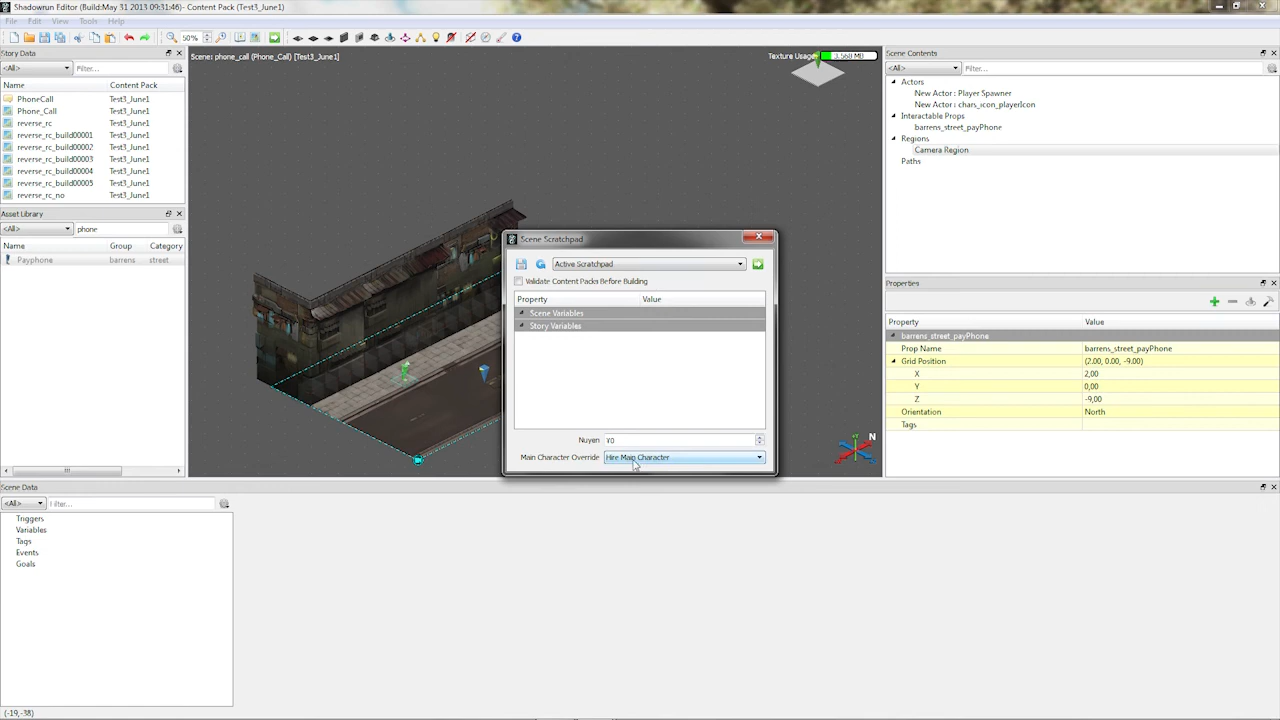 Shadowrun Editor (Build:May 31 2013 09:31:46)- Content Pack (Test3_June1)
File Edit View Tools Help
50%
Story Data
<All> Filter...
Name Content Pack
PhoneCall Test3_June1
Phone_Call Test3_June1
reverse_rc Test3_June1
reverse_rc_build00001 Test3_June1
reverse_rc_build00002 Test3_June1
reverse_rc_build00003 Test3_June1
reverse_rc_build00004 Test3_June1
reverse_rc_build00005 Test3_June1
reverse_rc_no Test3_June1
Asset Library
<All> phone
Name Group Category
Payphone barrens street
Scene: phone_call (Phone_Call) [Test3_June1]
Texture Usage 3.568 MB
N
Scene Scratchpad
Active Scratchpad
Validate Content Packs Before Building
Property Value
Scene Variables
Story Variables
Nuyen ¥0
Main Character Override Hire Main Character
Scene Contents
<All> Filter...
Actors
New Actor : Player Spawner
New Actor : chars_icon_playerIcon
Interactable Props
barrens_street_payPhone
Regions
Camera Region
Paths
Properties
Property Value
barrens_street_payPhone
Prop Name barrens_street_payPhone
Grid Position (2.00, 0.00, -9.00)
X 2,00
Y 0,00
Z -9,00
Orientation North
Tags
Scene Data
<All> Filter...
Triggers
Variables
Tags
Events
Goals
(-19,-38)